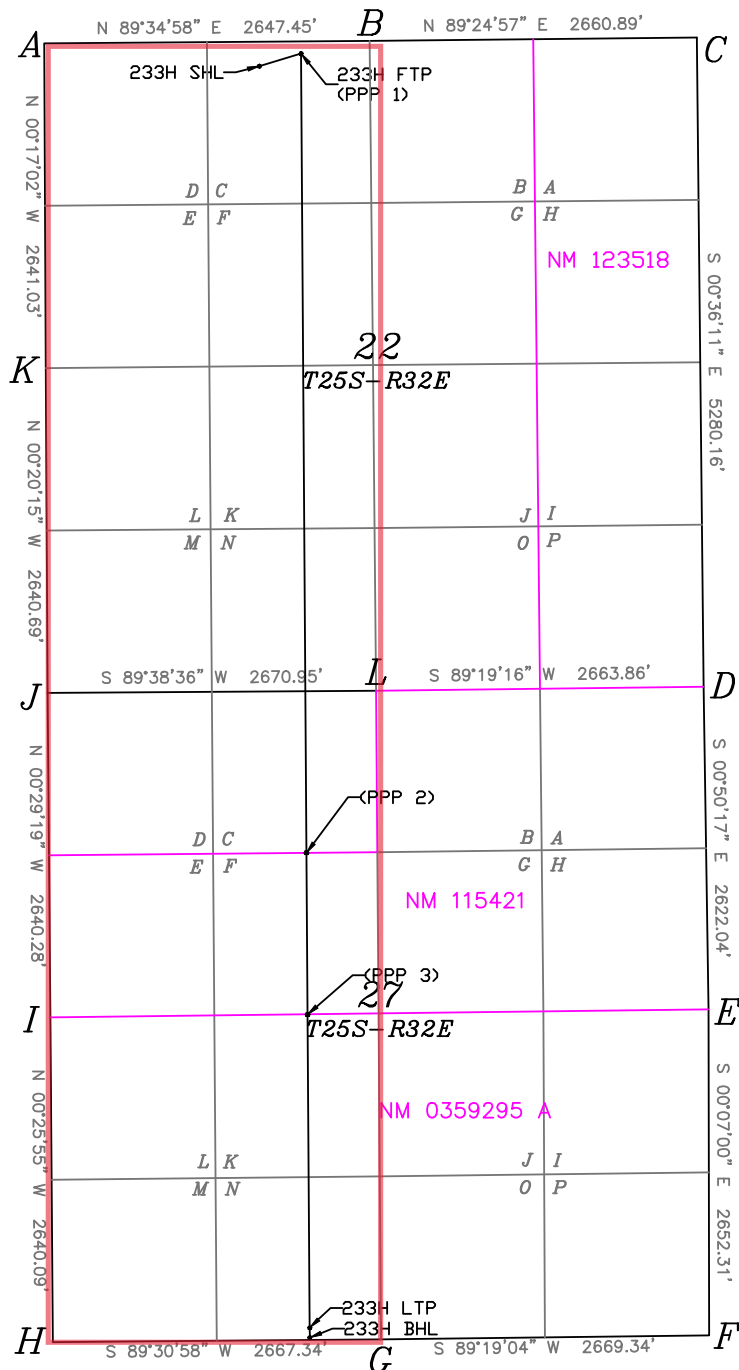 A
N 89°34'58" E 2647.45'
B
N 89°24'57" E 2660.89'
C
233H SHL
233H FTP
(PPP 1)
N 00°17'02" W 2641.03'
D C
E F
B A
G H
NM 123518
S 00°36'11" E 5280.16'
22
T25S-R32E
K
N 00°20'15" W 2640.69'
L K
M N
J I
O P
J
S 89°38'36" W 2670.95'
L
S 89°19'16" W 2663.86'
D
N 00°29'19" W 2640.28'
(PPP 2)
S 00°50'17" E 2622.04'
D C
E F
B A
G H
NM 115421
(PPP 3)
27
T25S-R32E
I
E
N 00°25'55" W 2640.09'
NM 0359295 A
S 00°07'00" E 2652.31'
L K
M N
J I
O P
233H LTP
233H BHL
H
S 89°30'58" W 2667.34'
G
S 89°19'04" W 2669.34'
F